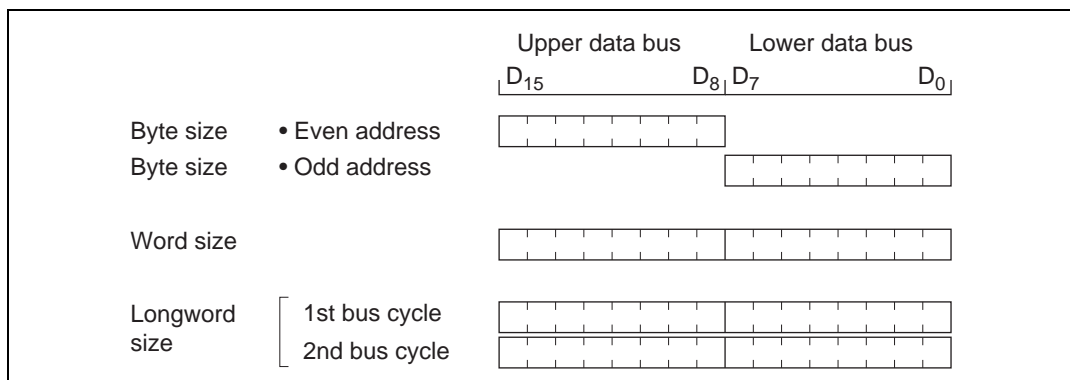 Upper data bus Lower data bus
D15 D8 D7 D0
Byte size • Even address
Byte size • Odd address
Word size
Longword size 1st bus cycle
2nd bus cycle